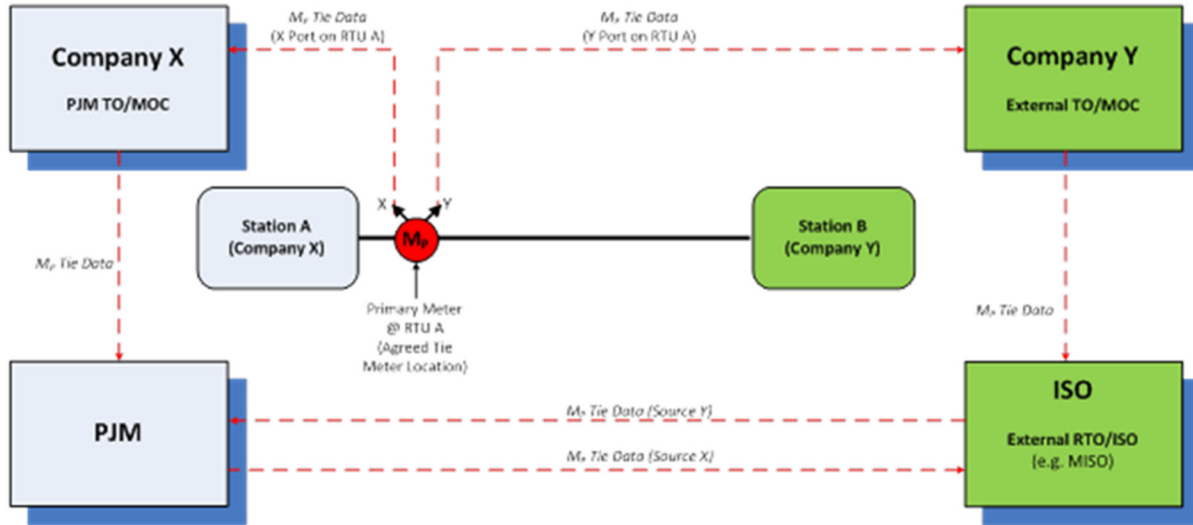 Mₚ Tie Data
(X Port on RTU A)
Mₚ Tie Data
(Y Port on RTU A)
Company X
PJM TO/MOC
Company Y
External TO/MOC
X
Y
Station A
(Company X)
Mₚ
Station B
(Company Y)
Mₚ Tie Data
Primary Meter
@ RTU A
(Agreed Tie
Meter Location)
Mₚ Tie Data
PJM
Mₚ Tie Data (Source Y)
Mₚ Tie Data (Source X)
ISO
External RTO/ISO
(e.g. MISO)